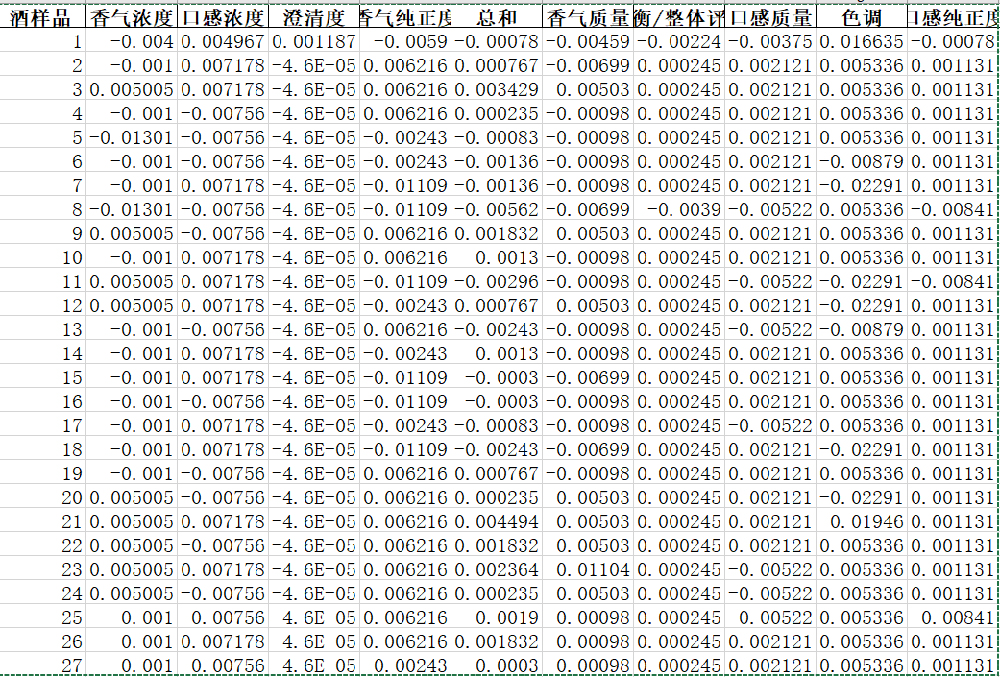 酒样品 香气浓度 口感浓度 澄清度 香气纯正度 总和 香气质量 衡/整体评 口感质量 色调 口感纯正度
1 -0.004 0.004967 0.001187 -0.0059 -0.00078 -0.00459 -0.00224 -0.00375 0.016635 -0.00078
2 -0.001 0.007178 -4.6E-05 0.006216 0.000767 -0.00699 0.000245 0.002121 0.005336 0.001131
3 0.005005 0.007178 -4.6E-05 0.006216 0.003429 0.00503 0.000245 0.002121 0.005336 0.001131
4 -0.001 -0.00756 -4.6E-05 0.006216 0.000235 -0.00098 0.000245 0.002121 0.005336 0.001131
5 -0.01301 -0.00756 -4.6E-05 -0.00243 -0.00083 -0.00098 0.000245 0.002121 0.005336 0.001131
6 -0.001 -0.00756 -4.6E-05 -0.00243 -0.00136 -0.00098 0.000245 0.002121 -0.00879 0.001131
7 -0.001 0.007178 -4.6E-05 -0.01109 -0.00136 -0.00098 0.000245 0.002121 -0.02291 0.001131
8 -0.01301 -0.00756 -4.6E-05 -0.01109 -0.00562 -0.00699 -0.0039 -0.00522 0.005336 -0.00841
9 0.005005 -0.00756 -4.6E-05 0.006216 0.001832 0.00503 0.000245 0.002121 0.005336 0.001131
10 -0.001 0.007178 -4.6E-05 0.006216 0.0013 -0.00098 0.000245 0.002121 0.005336 0.001131
11 0.005005 0.007178 -4.6E-05 -0.01109 -0.00296 -0.00098 0.000245 -0.00522 -0.02291 -0.00841
12 0.005005 0.007178 -4.6E-05 -0.00243 0.000767 0.00503 0.000245 0.002121 -0.02291 0.001131
13 -0.001 -0.00756 -4.6E-05 0.006216 -0.00243 -0.00098 0.000245 -0.00522 -0.00879 0.001131
14 -0.001 0.007178 -4.6E-05 -0.00243 0.0013 -0.00098 0.000245 0.002121 0.005336 0.001131
15 -0.001 0.007178 -4.6E-05 -0.01109 -0.0003 -0.00699 0.000245 0.002121 0.005336 0.001131
16 -0.001 -0.00756 -4.6E-05 -0.01109 -0.0003 -0.00098 0.000245 0.002121 0.005336 0.001131
17 -0.001 0.007178 -4.6E-05 -0.00243 -0.00083 -0.00098 0.000245 -0.00522 0.005336 0.001131
18 -0.001 0.007178 -4.6E-05 -0.01109 -0.00243 -0.00699 0.000245 0.002121 -0.02291 0.001131
19 -0.001 -0.00756 -4.6E-05 0.006216 0.000767 -0.00098 0.000245 0.002121 0.005336 0.001131
20 0.005005 -0.00756 -4.6E-05 0.006216 0.000235 0.00503 0.000245 0.002121 -0.02291 0.001131
21 0.005005 0.007178 -4.6E-05 0.006216 0.004494 0.00503 0.000245 0.002121 0.01946 0.001131
22 0.005005 -0.00756 -4.6E-05 0.006216 0.001832 0.00503 0.000245 0.002121 0.005336 0.001131
23 0.005005 0.007178 -4.6E-05 0.006216 0.002364 0.01104 0.000245 -0.00522 0.005336 0.001131
24 0.005005 -0.00756 -4.6E-05 0.006216 0.000235 0.00503 0.000245 -0.00522 0.005336 0.001131
25 -0.001 -0.00756 -4.6E-05 0.006216 -0.0019 -0.00098 0.000245 -0.00522 0.005336 -0.00841
26 -0.001 0.007178 -4.6E-05 0.006216 0.001832 -0.00098 0.000245 0.002121 0.005336 0.001131
27 -0.001 -0.00756 -4.6E-05 -0.00243 -0.0003 -0.00098 0.000245 0.002121 0.005336 0.001131